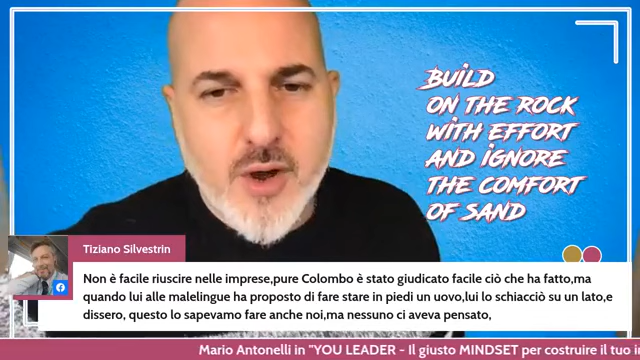 BUILD
ON THE ROCK
WITH EFFORT
AND IGNORE
THE COMFORT
OF SAND
Tiziano Silvestrin
Non è facile riuscire nelle imprese,pure Colombo è stato giudicato facile ciò che ha fatto,ma
quando lui alle malelingue ha proposto di fare stare in piedi un uovo,lui lo schiacciò su un lato,e
dissero, questo lo sapevamo fare anche noi,ma nessuno ci aveva pensato,
Mario Antonelli in "YOU LEADER - Il giusto MINDSET per costruire il tuo